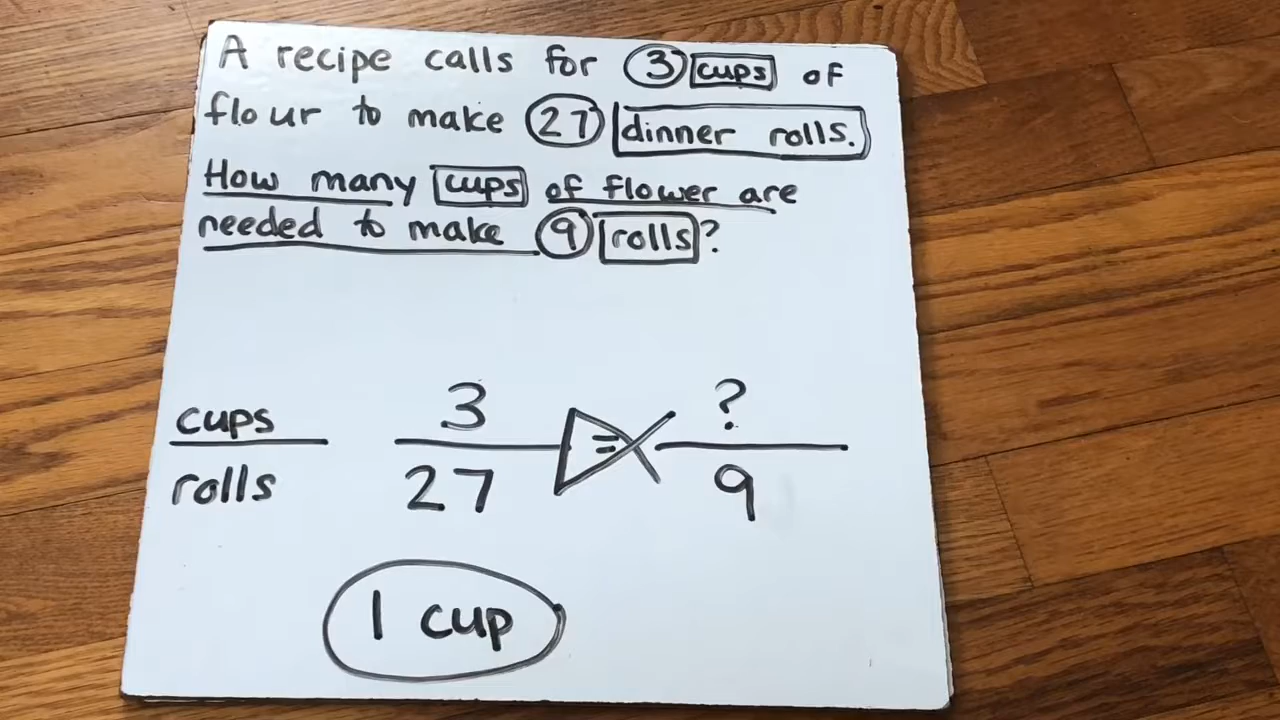 A recipe calls for 3 cups of
flour to make 27 dinner rolls.
How many cups of flower are
needed to make 9 rolls?
cups 3 = ?
rolls 27 9
1 cup